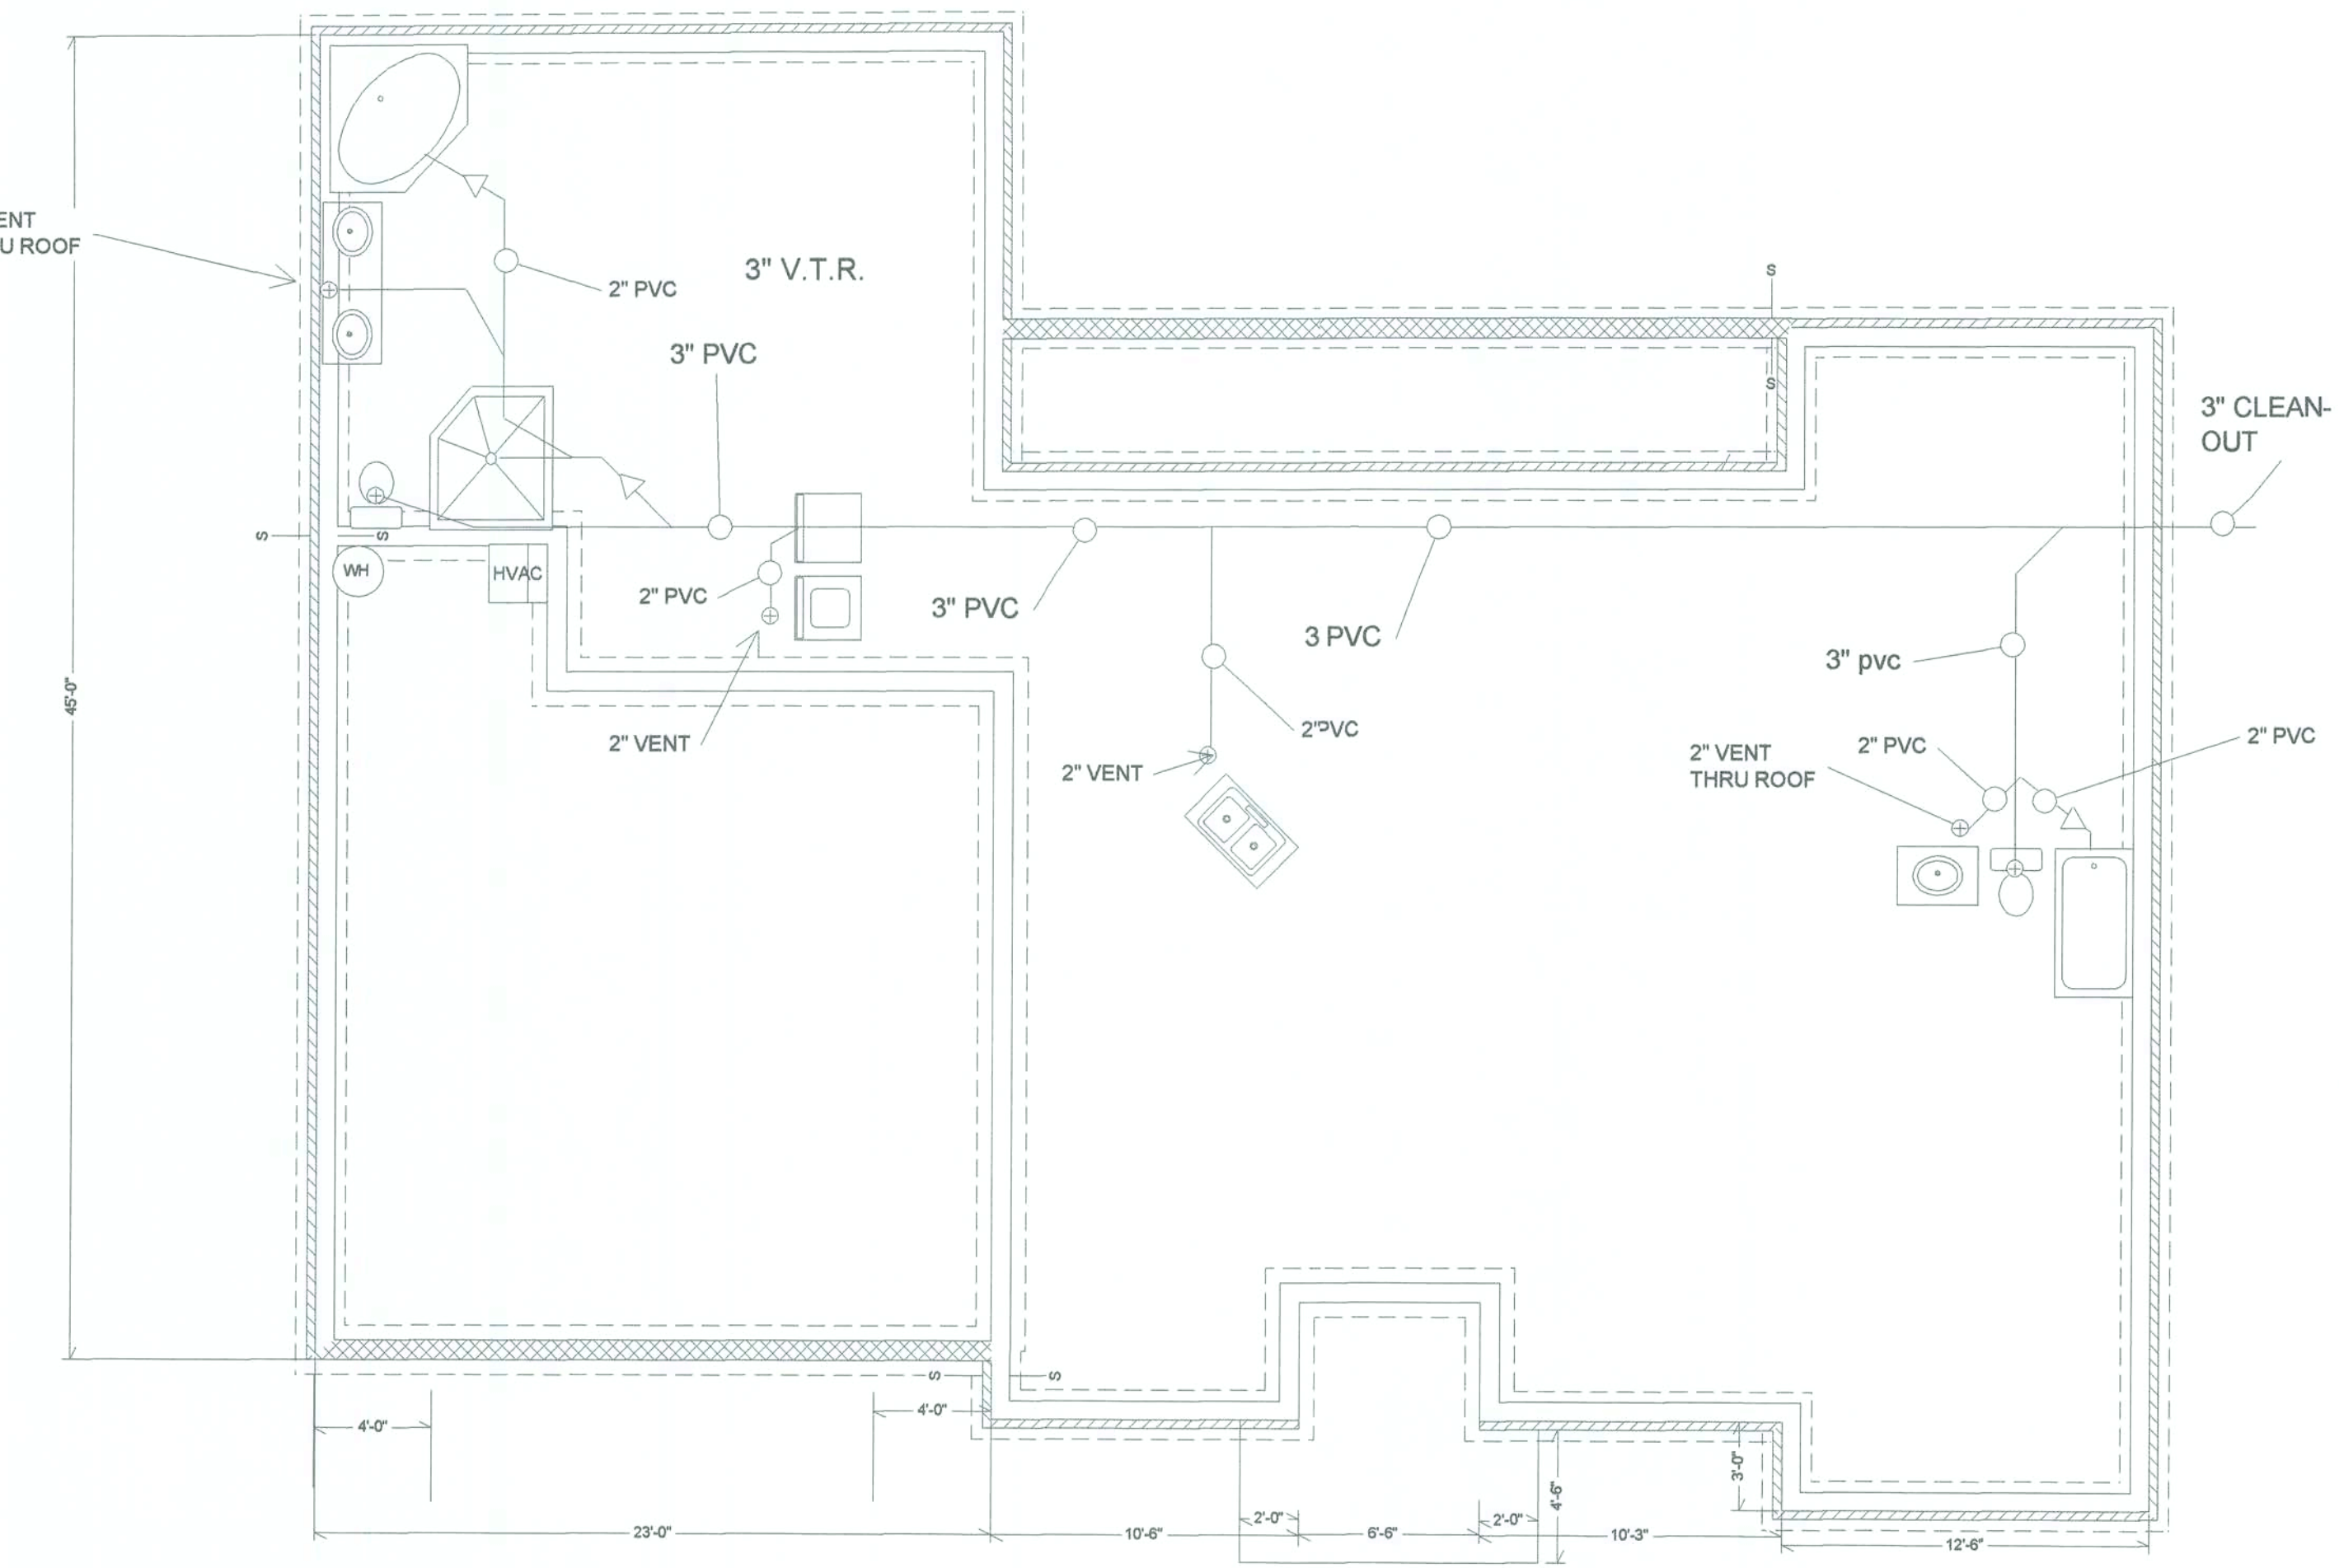 ENT
U ROOF
2" PVC
3" V.T.R.
3" PVC
S
S
3" CLEAN-
OUT
S
S
WH
HVAC
2" PVC
3" PVC
3 PVC
3" pvc
45'-0"
2" VENT
2"PVC
2" VENT
2" VENT
THRU ROOF
2" PVC
2" PVC
S
S
4'-0"
4'-0"
3'-0"
4'-6"
2'-0"
2'-0"
23'-0"
10'-6"
6'-6"
10'-3"
12'-6"